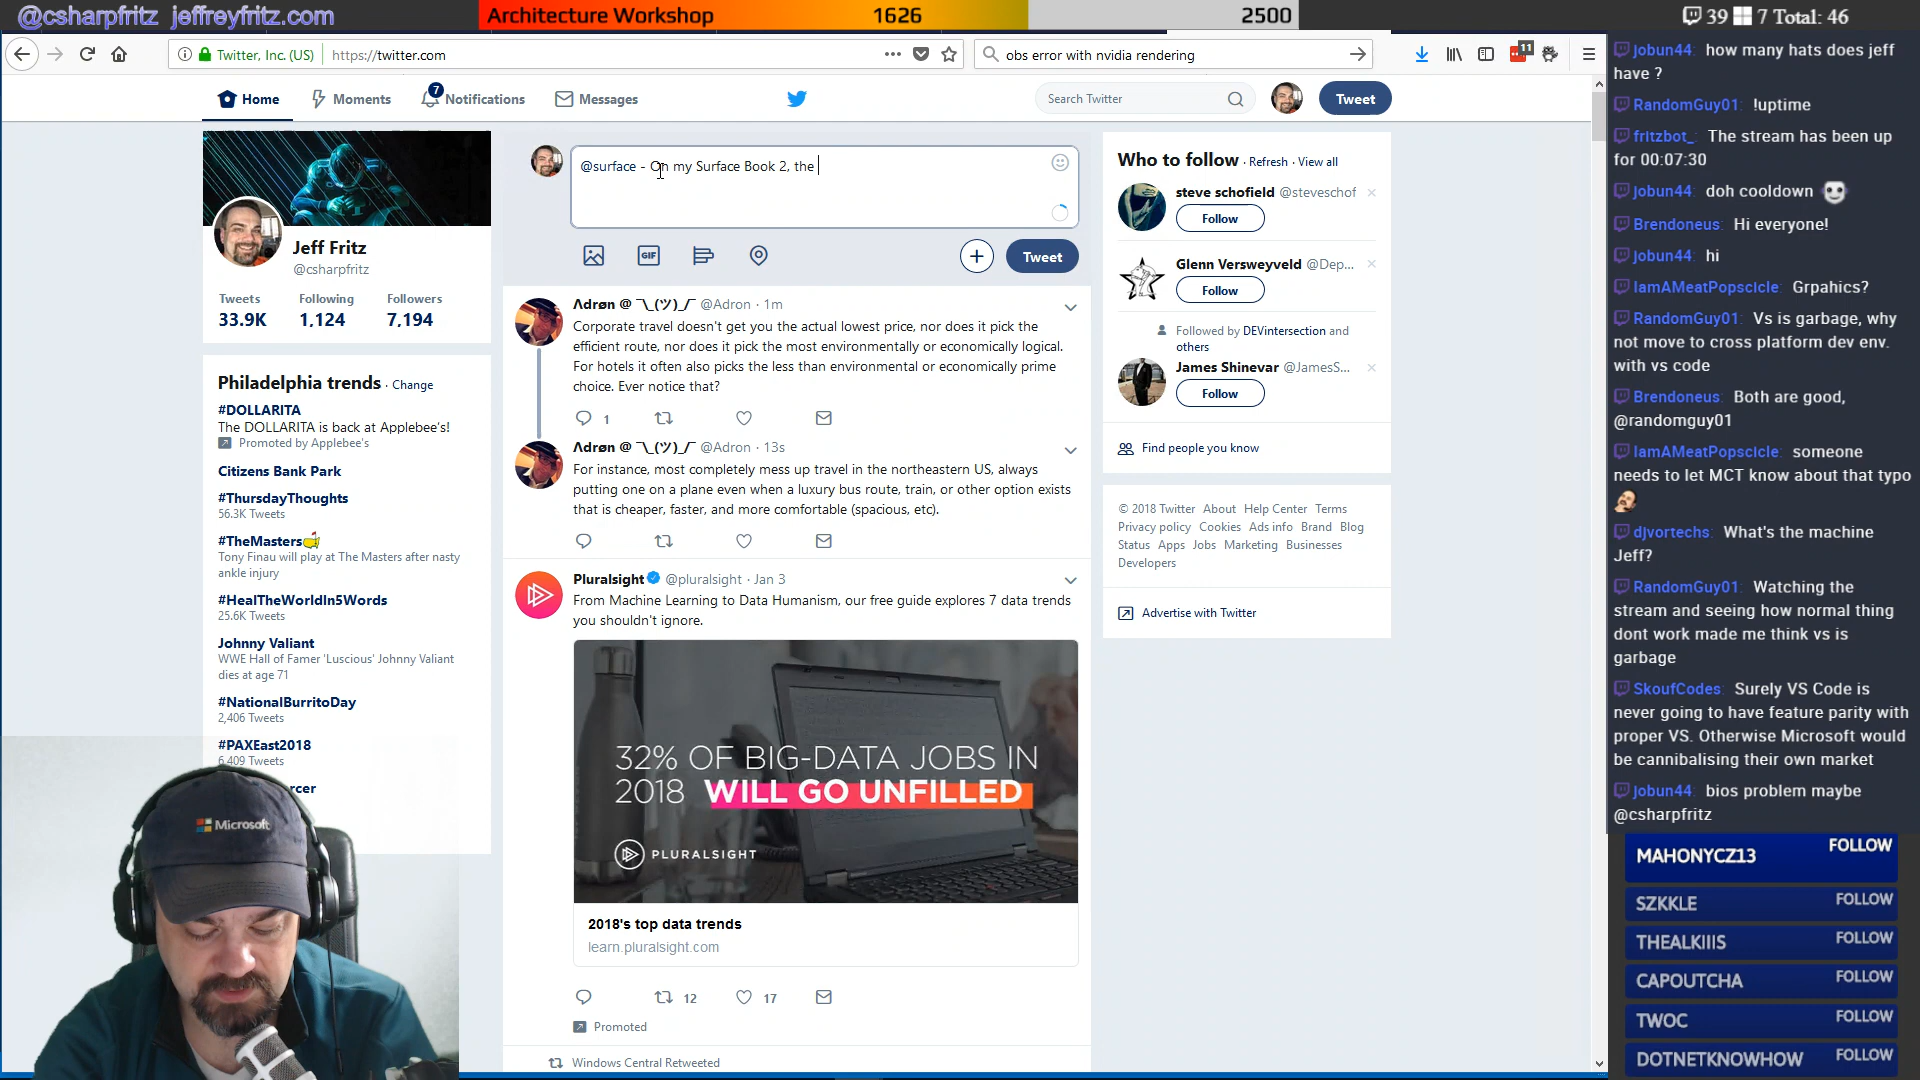 @csharpfritz jeffreyfritz.com
Architecture Workshop 1626 2500
39 7 Total: 46
Twitter, Inc. (US) https://twitter.com
obs error with nvidia rendering
11
Home Moments 7 Notifications Messages
Search Twitter
Tweet
Jeff Fritz
@csharpfritz
Tweets Following Followers
33.9K 1,124 7,194
Philadelphia trends · Change
#DOLLARITA
The DOLLARITA is back at Applebee's!
Promoted by Applebee's
Citizens Bank Park
#ThursdayThoughts
56.3K Tweets
#TheMasters
Tony Finau will play at The Masters after nasty
ankle injury
#HealTheWorldIn5Words
25.6K Tweets
Johnny Valiant
WWE Hall of Famer 'Luscious' Johnny Valiant
dies at age 71
#NationalBurritoDay
2,406 Tweets
#PAXEast2018
6,409 Tweets
Microsoft
@surface - On my Surface Book 2, the
GIF
Tweet
Λdrøn @ ¯\_(ツ)_/¯ @Adron · 1m
Corporate travel doesn't get you the actual lowest price, nor does it pick the
efficient route, nor does it pick the most environmentally or economically logical.
For hotels it often also picks the less than environmental or economically prime
choice. Ever notice that?
1
Λdrøn @ ¯\_(ツ)_/¯ @Adron · 13s
For instance, most completely mess up travel in the northeastern US, always
putting one on a plane even when a luxury bus route, train, or other option exists
that is cheaper, faster, and more comfortable (spacious, etc).
Pluralsight @pluralsight · Jan 3
From Machine Learning to Data Humanism, our free guide explores 7 data trends
you shouldn't ignore.
32% OF BIG-DATA JOBS IN
2018 WILL GO UNFILLED
PLURALSIGHT
2018's top data trends
learn.pluralsight.com
12 17
Promoted
Windows Central Retweeted
Who to follow · Refresh · View all
steve schofield @steveschof
Follow
Glenn Versweyveld @Dep...
Follow
Followed by DEVintersection and
others
James Shinevar @JamesS...
Follow
Find people you know
© 2018 Twitter About Help Center Terms
Privacy policy Cookies Ads info Brand Blog
Status Apps Jobs Marketing Businesses
Developers
Advertise with Twitter
jobun44: how many hats does jeff
have ?
RandomGuy01: !uptime
fritzbot_: The stream has been up
for 00:07:30
jobun44: doh cooldown
Brendoneus: Hi everyone!
jobun44: hi
IamAMeatPopscicle: Grpahics?
RandomGuy01: Vs is garbage, why
not move to cross platform dev env.
with vs code
Brendoneus: Both are good,
@randomguy01
IamAMeatPopscicle: someone
needs to let MCT know about that typo
djvortechs: What's the machine
Jeff?
RandomGuy01: Watching the
stream and seeing how normal thing
dont work made me think vs is
garbage
SkoufCodes: Surely VS Code is
never going to have feature parity with
proper VS. Otherwise Microsoft would
be cannibalising their own market
jobun44: bios problem maybe
@csharpfritz
MAHONYCZ13 FOLLOW
SZKKLE FOLLOW
THEALKIIIS FOLLOW
CAPOUTCHA FOLLOW
TWOC FOLLOW
DOTNETKNOWHOW FOLLOW